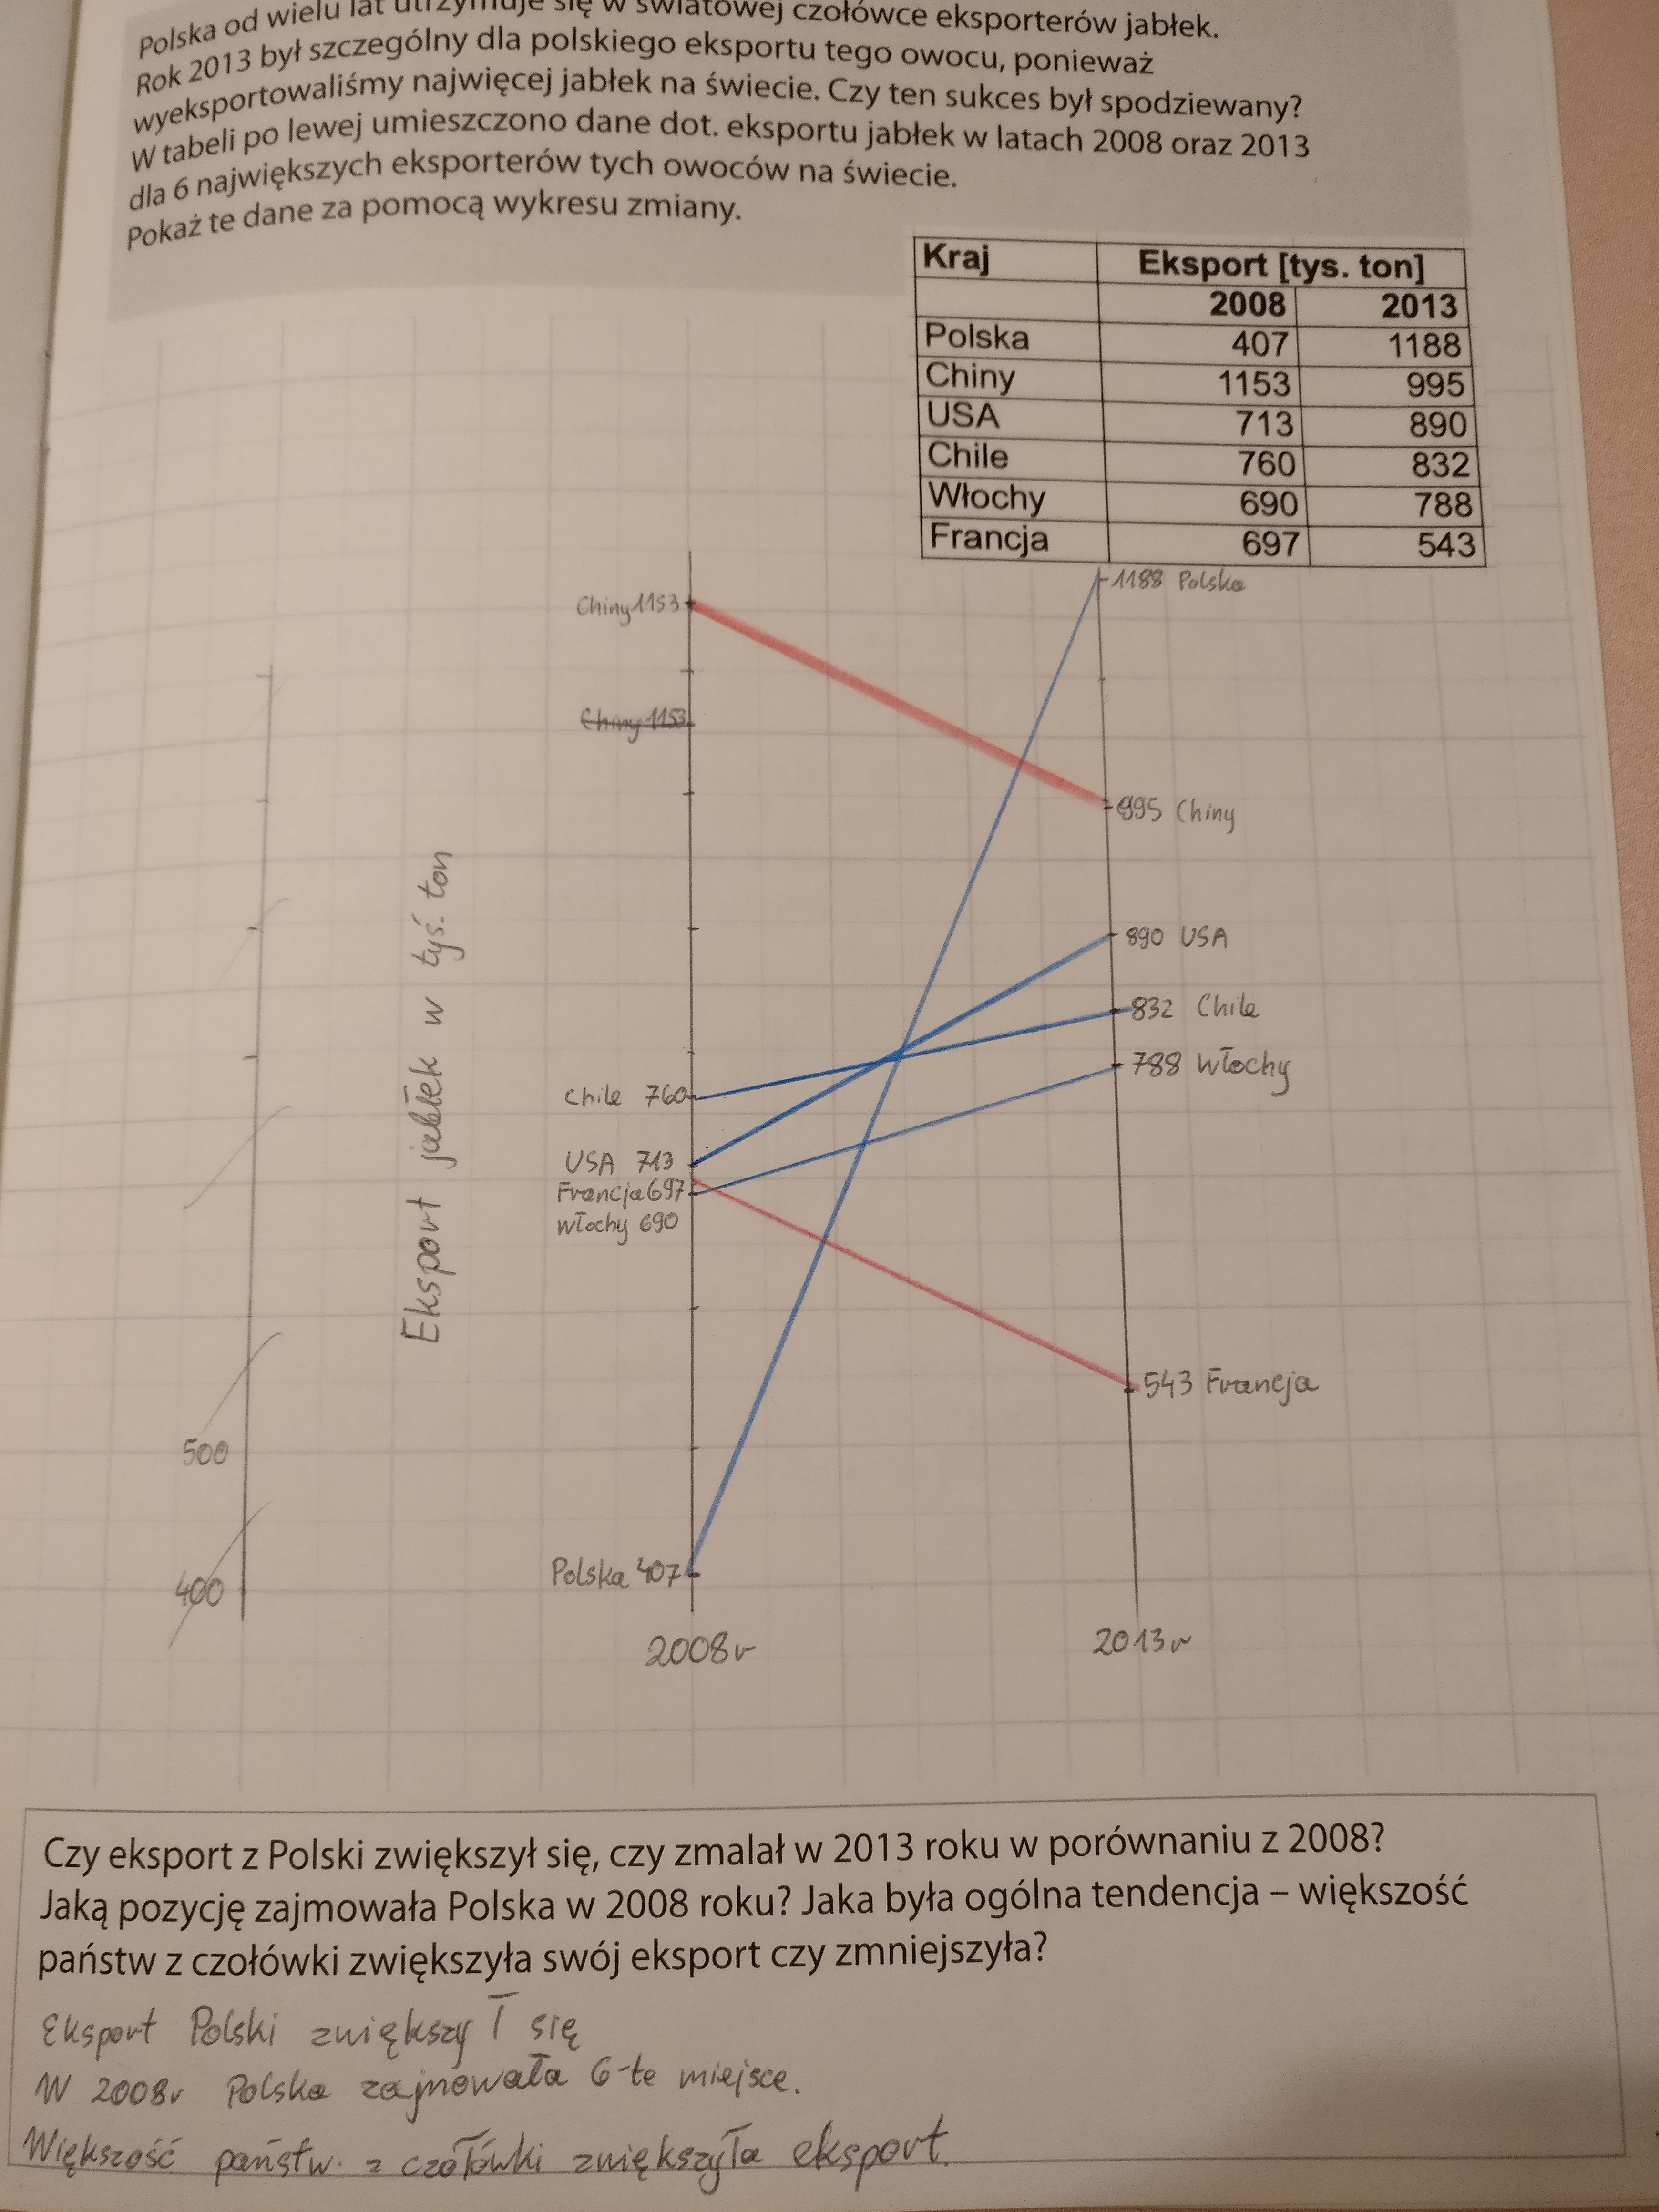 Polska od wielu lat utrzymuje się w światowej czołówce eksporterów jabłek.
Rok 2013 był szczególny dla polskiego eksportu tego owocu, ponieważ
wyeksportowaliśmy najwięcej jabłek na świecie. Czy ten sukces był spodziewany?
W tabeli po lewej umieszczono dane dot. eksportu jabłek w latach 2008 oraz 2013
dla 6 największych eksporterów tych owoców na świecie.
Pokaż te dane za pomocą wykresu zmiany.
Kraj Eksport [tys. ton]
2008 2013
Polska 407 1188
Chiny 1153 995
USA 713 890
Chile 760 832
Włochy 690 788
Francja 697 543
1188 Polska
Chiny 1153
Chiny 1153
995 Chiny
Eksport jabłek w tyś. ton
890 USA
832 Chile
788 Włochy
Chile 760
USA 713
Francja 697
Włochy 690
543 Francja
500
Polska 407
400
2008r 2013r
Czy eksport z Polski zwiększył się, czy zmalał w 2013 roku w porównaniu z 2008?
Jaką pozycję zajmowała Polska w 2008 roku? Jaka była ogólna tendencja – większość
państw z czołówki zwiększyła swój eksport czy zmniejszyła?
Eksport Polski zwiększył się
W 2008r Polska zajmowała 6-te miejsce.
Większość państw z czołówki zwiększyła eksport.